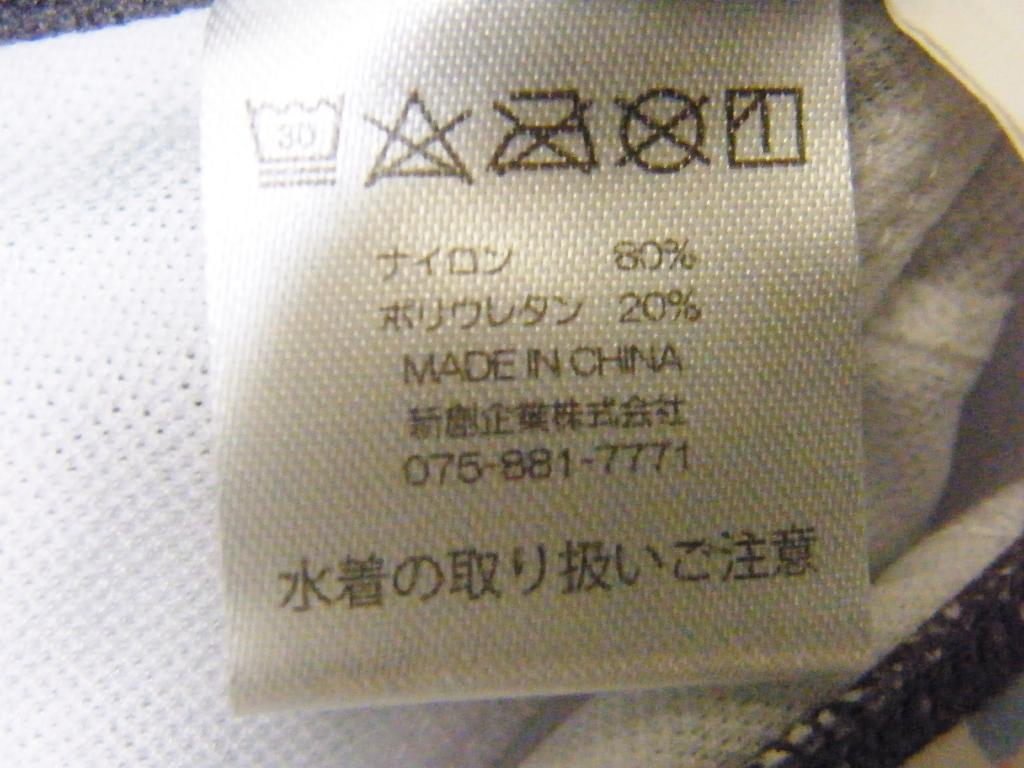 30
ナイロン 80%
ポリウレタン 20%
MADE IN CHINA
新創企業株式会社
075-881-7771
水着の取り扱いご注意